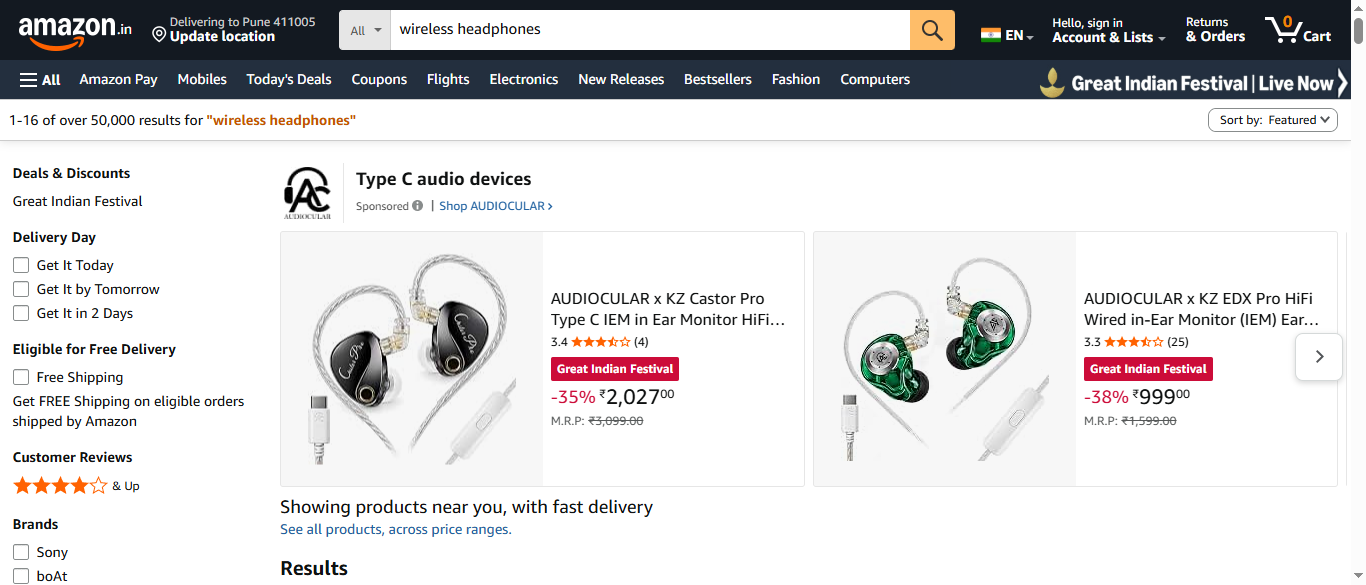 amazon.in
Delivering to Pune 411005
Update location
All
wireless headphones
EN
Hello, sign in
Account & Lists
Returns
& Orders
0
Cart
All
Amazon Pay
Mobiles
Today's Deals
Coupons
Flights
Electronics
New Releases
Bestsellers
Fashion
Computers
Great Indian Festival | Live Now
1-16 of over 50,000 results for "wireless headphones"
Sort by: Featured
Deals & Discounts
Great Indian Festival
Delivery Day
Get It Today
Get It by Tomorrow
Get It in 2 Days
Eligible for Free Delivery
Free Shipping
Get FREE Shipping on eligible orders
shipped by Amazon
Customer Reviews
& Up
Brands
Sony
boAt
AC
AUDIOCULAR
Type C audio devices
Sponsored | Shop AUDIOCULAR >
Castor Pro
Castor Pro
AUDIOCULAR x KZ Castor Pro
Type C IEM in Ear Monitor HiFi...
3.4 (4)
Great Indian Festival
-35% ₹2,02700
M.R.P: ₹3,099.00
AUDIOCULAR x KZ EDX Pro HiFi
Wired in-Ear Monitor (IEM) Ear...
3.3 (25)
Great Indian Festival
-38% ₹99900
M.R.P: ₹1,599.00
Showing products near you, with fast delivery
See all products, across price ranges.
Results